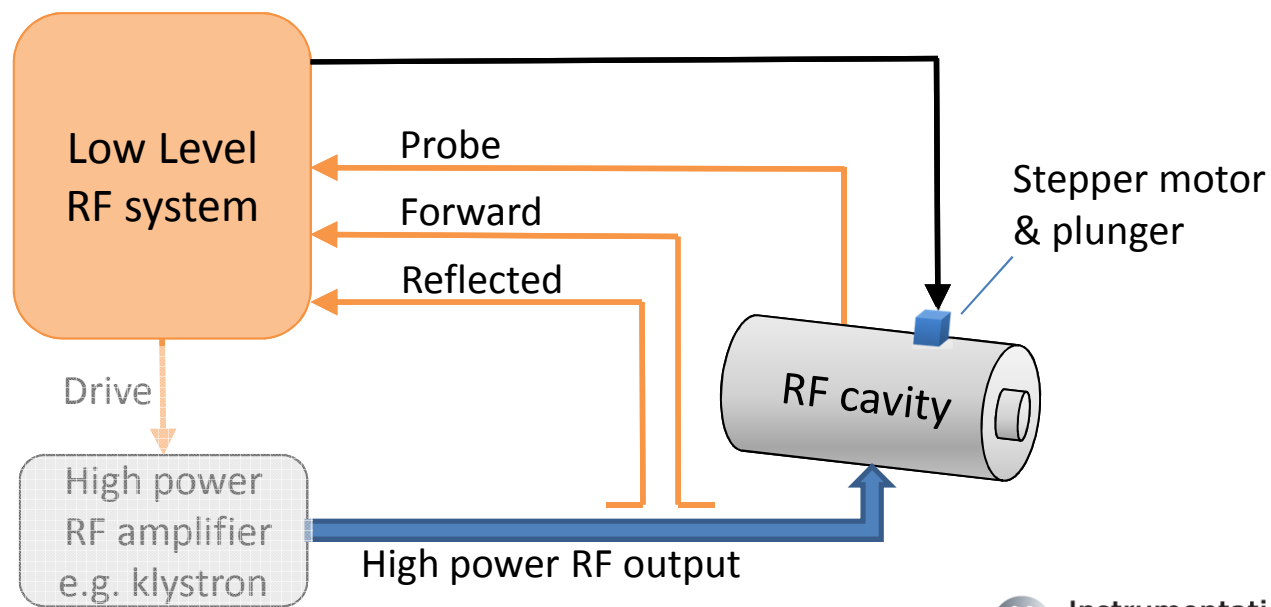 Low Level
RF system
Probe
Forward
Reflected
Stepper motor
& plunger
RF cavity
Drive
High power
RF amplifier
e.g. klystron
High power RF output